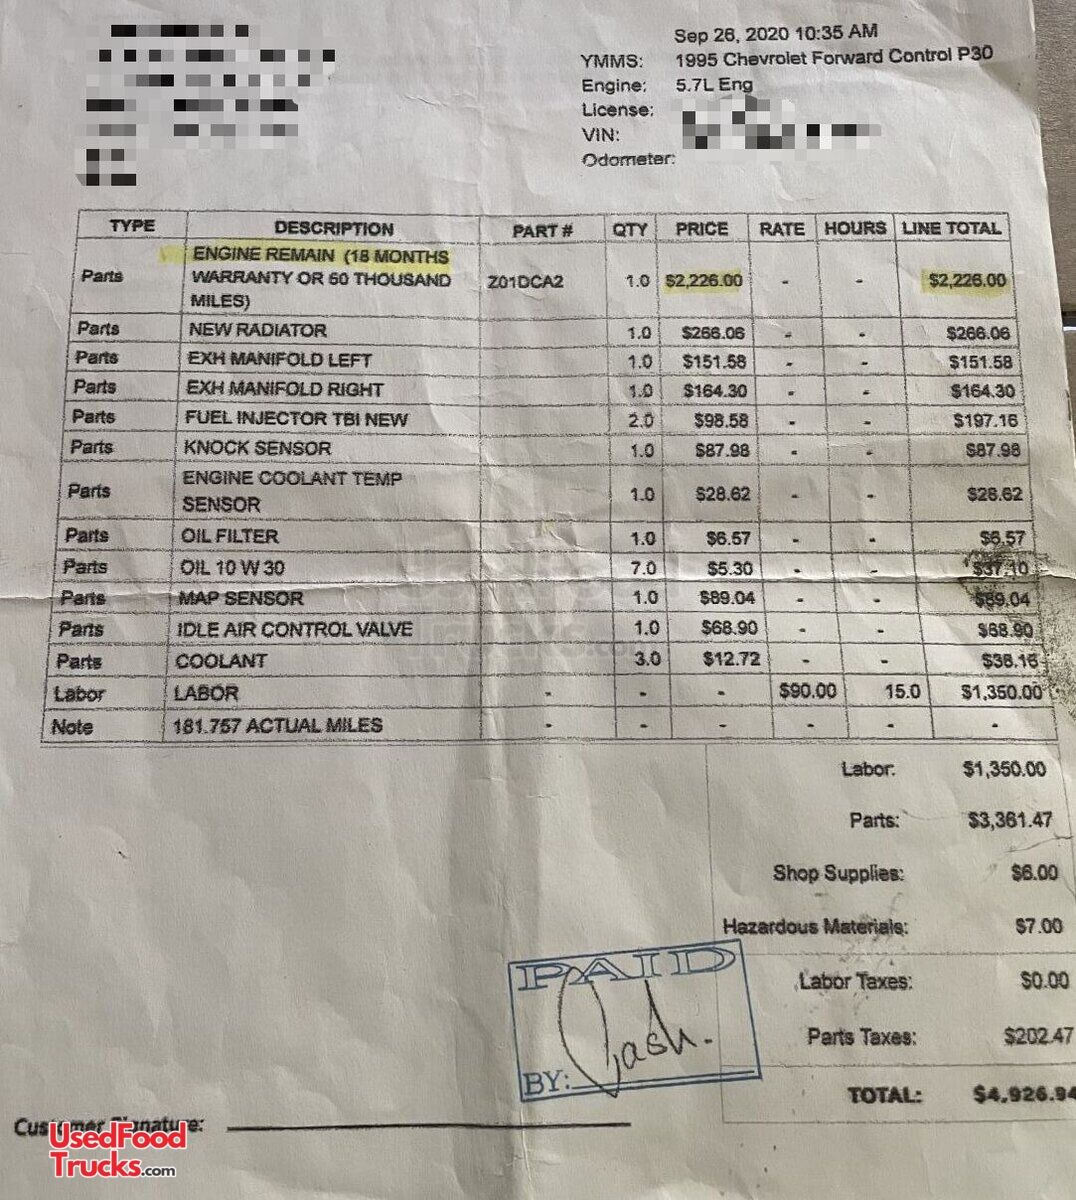 Sep 26, 2020 10:35 AM
YMMS: 1995 Chevrolet Forward Control P30
Engine: 5.7L Eng
License:
VIN:
Odometer:
TYPE DESCRIPTION PART # QTY PRICE RATE HOURS LINE TOTAL
Parts ENGINE REMAIN (18 MONTHS WARRANTY OR 50 THOUSAND MILES) Z01DCA2 1.0 $2,226.00 - - $2,226.00
Parts NEW RADIATOR 1.0 $266.06 - - $266.06
Parts EXH MANIFOLD LEFT 1.0 $151.58 - - $151.58
Parts EXH MANIFOLD RIGHT 1.0 $164.30 - - $164.30
Parts FUEL INJECTOR TBI NEW 2.0 $98.58 - - $197.16
Parts KNOCK SENSOR 1.0 $87.98 - - $87.98
Parts ENGINE COOLANT TEMP SENSOR 1.0 $28.62 - - $28.62
Parts OIL FILTER 1.0 $6.57 - - $6.57
Parts OIL 10 W 30 7.0 $5.30 - - $37.10
Parts MAP SENSOR 1.0 $89.04 - - $89.04
Parts IDLE AIR CONTROL VALVE 1.0 $68.90 - - $68.90
Parts COOLANT 3.0 $12.72 - - $38.16
Labor LABOR - - - $90.00 15.0 $1,350.00
Note 181.757 ACTUAL MILES - - - - - -
Labor: $1,350.00
Parts: $3,361.47
Shop Supplies: $6.00
Hazardous Materials: $7.00
Labor Taxes: $0.00
Parts Taxes: $202.47
TOTAL: $4,926.94
PAID
Cash.
BY:
Customer Signature:
UsedFood
Trucks.com